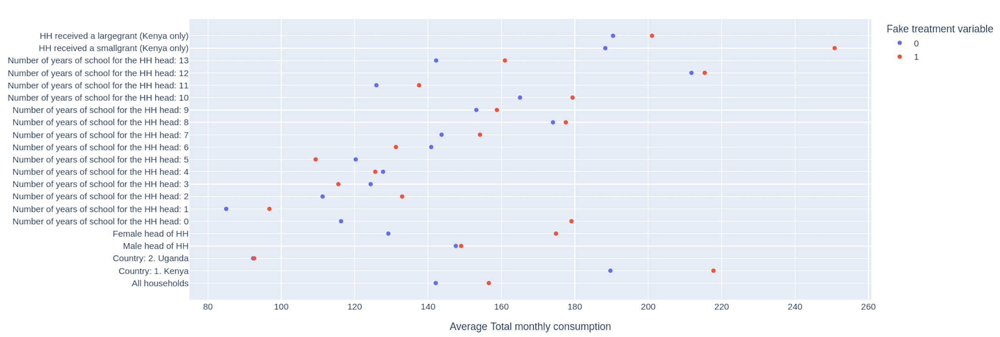 Fake treatment variable
0
1
HH received a largegrant (Kenya only)
HH received a smallgrant (Kenya only)
Number of years of school for the HH head: 13
Number of years of school for the HH head: 12
Number of years of school for the HH head: 11
Number of years of school for the HH head: 10
Number of years of school for the HH head: 9
Number of years of school for the HH head: 8
Number of years of school for the HH head: 7
Number of years of school for the HH head: 6
Number of years of school for the HH head: 5
Number of years of school for the HH head: 4
Number of years of school for the HH head: 3
Number of years of school for the HH head: 2
Number of years of school for the HH head: 1
Number of years of school for the HH head: 0
Female head of HH
Male head of HH
Country: 2. Uganda
Country: 1. Kenya
All households
80 100 120 140 160 180 200 220 240 260
Average Total monthly consumption